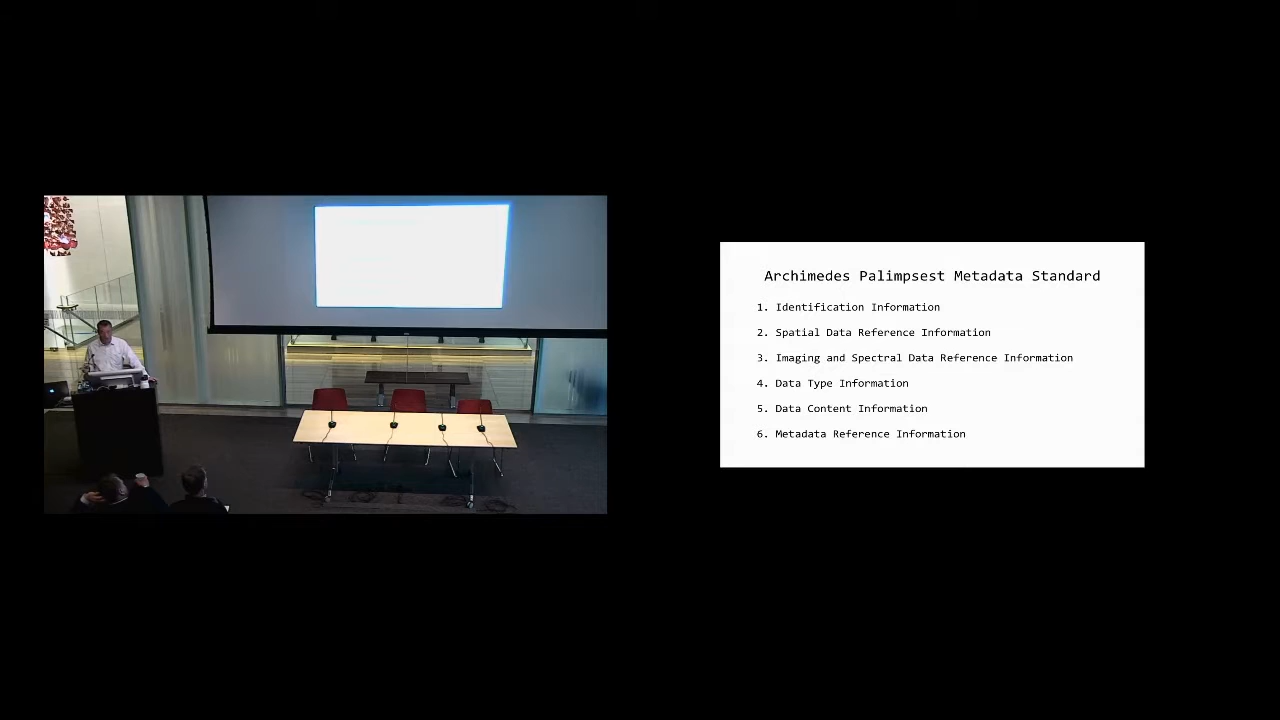 Archimedes Palimpsest Metadata Standard
1. Identification Information
2. Spatial Data Reference Information
3. Imaging and Spectral Data Reference Information
4. Data Type Information
5. Data Content Information
6. Metadata Reference Information